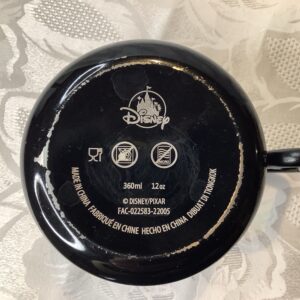 Disney
360ml 12oz
© DISNEY/PIXAR
FAC-022583-22005
MADE IN CHINA FABRIQUÉ EN CHINE HECHO EN CHINA DIBUAT DI TIONGKOK